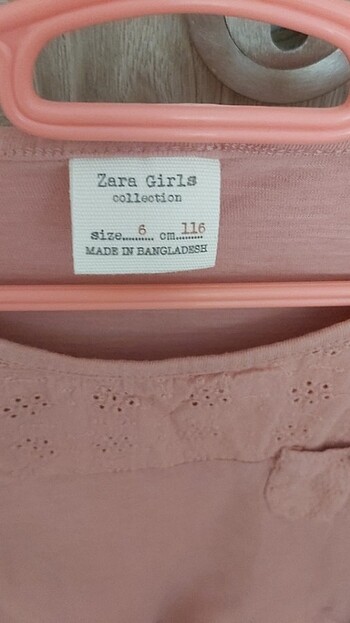 Zara Girls
collection
size.......... 6 cm.......... 116
MADE IN BANGLADESH